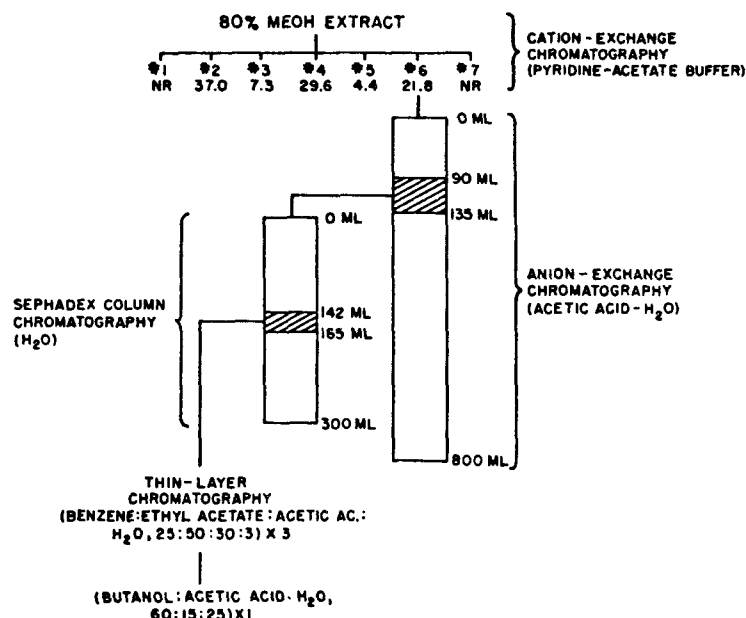 80% MEOH EXTRACT
#1 #2 #3 #4 #5 #6 #7
NR 37.0 7.3 29.6 4.4 21.8 NR
CATION-EXCHANGE
CHROMATOGRAPHY
(PYRIDINE-ACETATE BUFFER)
0 ML
90 ML
135 ML
800 ML
ANION-EXCHANGE
CHROMATOGRAPHY
(ACETIC ACID-H₂O)
0 ML
142 ML
165 ML
300 ML
SEPHADEX COLUMN
CHROMATOGRAPHY
(H₂O)
THIN-LAYER
CHROMATOGRAPHY
(BENZENE:ETHYL ACETATE:ACETIC AC.:
H₂O, 25:50:30:3) X 3
(BUTANOL:ACETIC ACID·H₂O,
60:15:25)X1